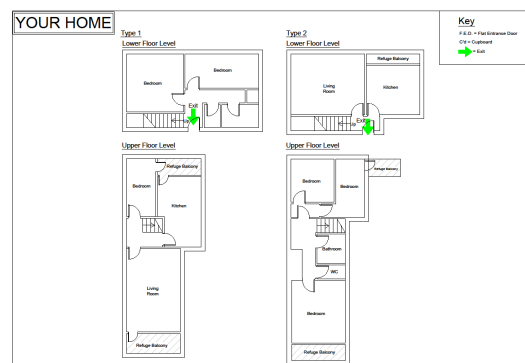 YOUR HOME
Type 1
Lower Floor Level
Bedroom
Bedroom
Exit
Upper Floor Level
Refuge Balcony
Bedroom
Kitchen
Living
Room
Refuge Balcony
Type 2
Lower Floor Level
Refuge Balcony
Living
Room
Kitchen
Exit
Up
Upper Floor Level
Refuge Balcony
Bedroom
Bedroom
Bathroom
WC
Bedroom
Refuge Balcony
Key
F.E.D. = Flat Entrance Door
C'd = Cupboard
= Exit